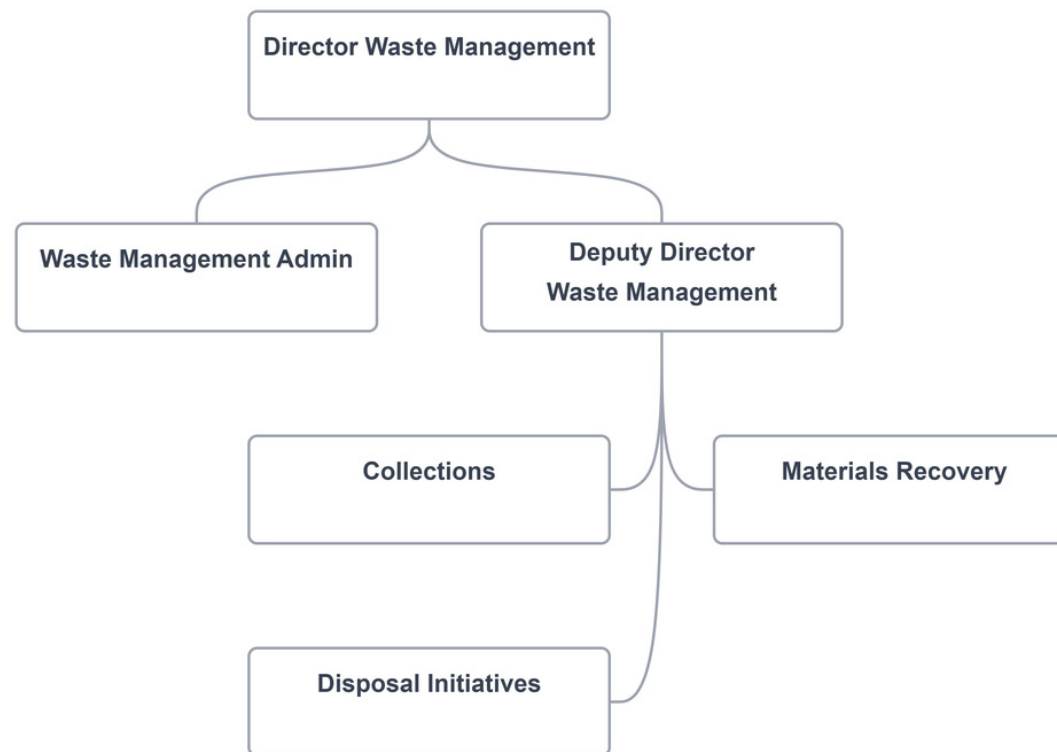 Director Waste Management
Waste Management Admin
Deputy Director
Waste Management
Collections
Materials Recovery
Disposal Initiatives